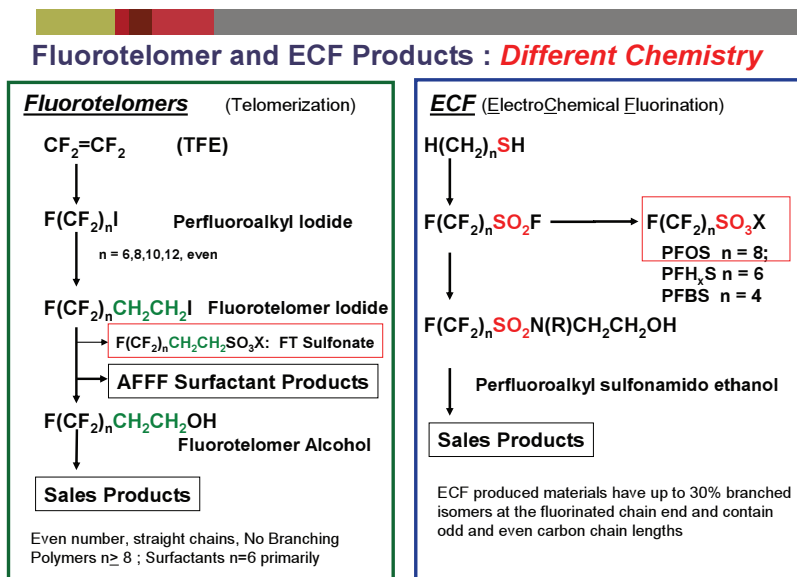 Fluorotelomer and ECF Products : Different Chemistry
Fluorotelomers (Telomerization)
CF₂=CF₂ (TFE)
F(CF₂)ₙI Perfluoroalkyl Iodide
n = 6,8,10,12, even
F(CF₂)ₙCH₂CH₂I Fluorotelomer Iodide
F(CF₂)ₙCH₂CH₂SO₃X: FT Sulfonate
AFFF Surfactant Products
F(CF₂)ₙCH₂CH₂OH
Fluorotelomer Alcohol
Sales Products
Even number, straight chains, No Branching
Polymers n≥ 8 ; Surfactants n=6 primarily
ECF (ElectroChemical Fluorination)
H(CH₂)ₙSH
F(CF₂)ₙSO₂F F(CF₂)ₙSO₃X
PFOS n = 8;
PFHₓS n = 6
PFBS n = 4
F(CF₂)ₙSO₂N(R)CH₂CH₂OH
Perfluoroalkyl sulfonamido ethanol
Sales Products
ECF produced materials have up to 30% branched
isomers at the fluorinated chain end and contain
odd and even carbon chain lengths